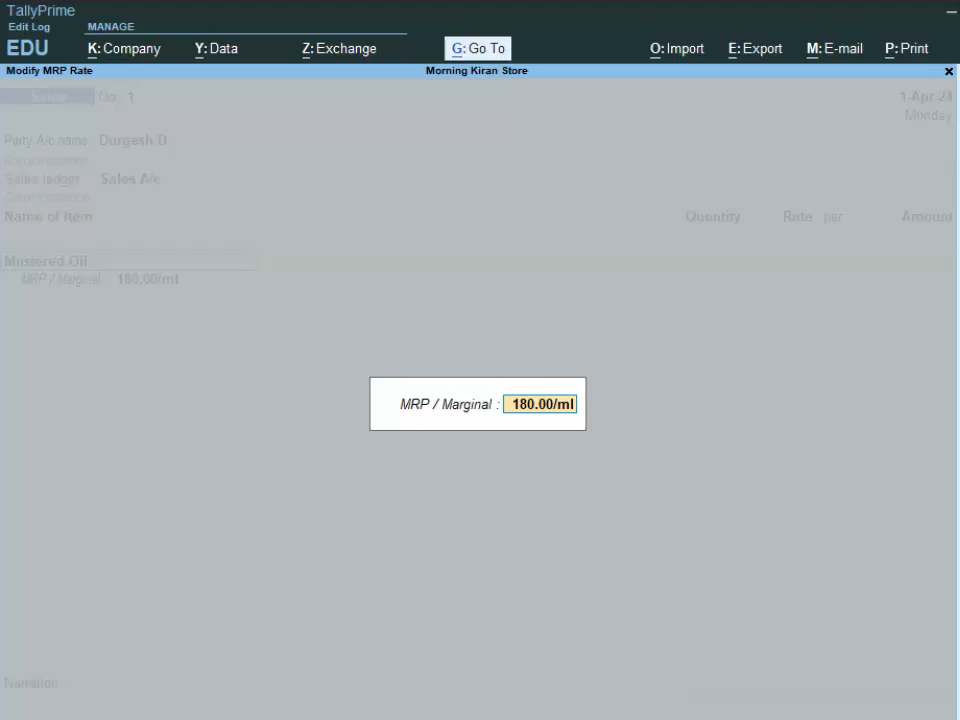 TallyPrime
Edit Log MANAGE
EDU K: Company Y: Data Z: Exchange G: Go To O: Import E: Export M: E-mail P: Print
Modify MRP Rate Morning Kiran Store
Sales No. 1 1-Apr-24
Monday
Party A/c name Durgesh D
Sales ledger Sales A/c
Name of Item Quantity Rate per Amount
Mustered Oil
MRP / Marginal 180.00/ml
MRP / Marginal : 180.00/ml
Narration